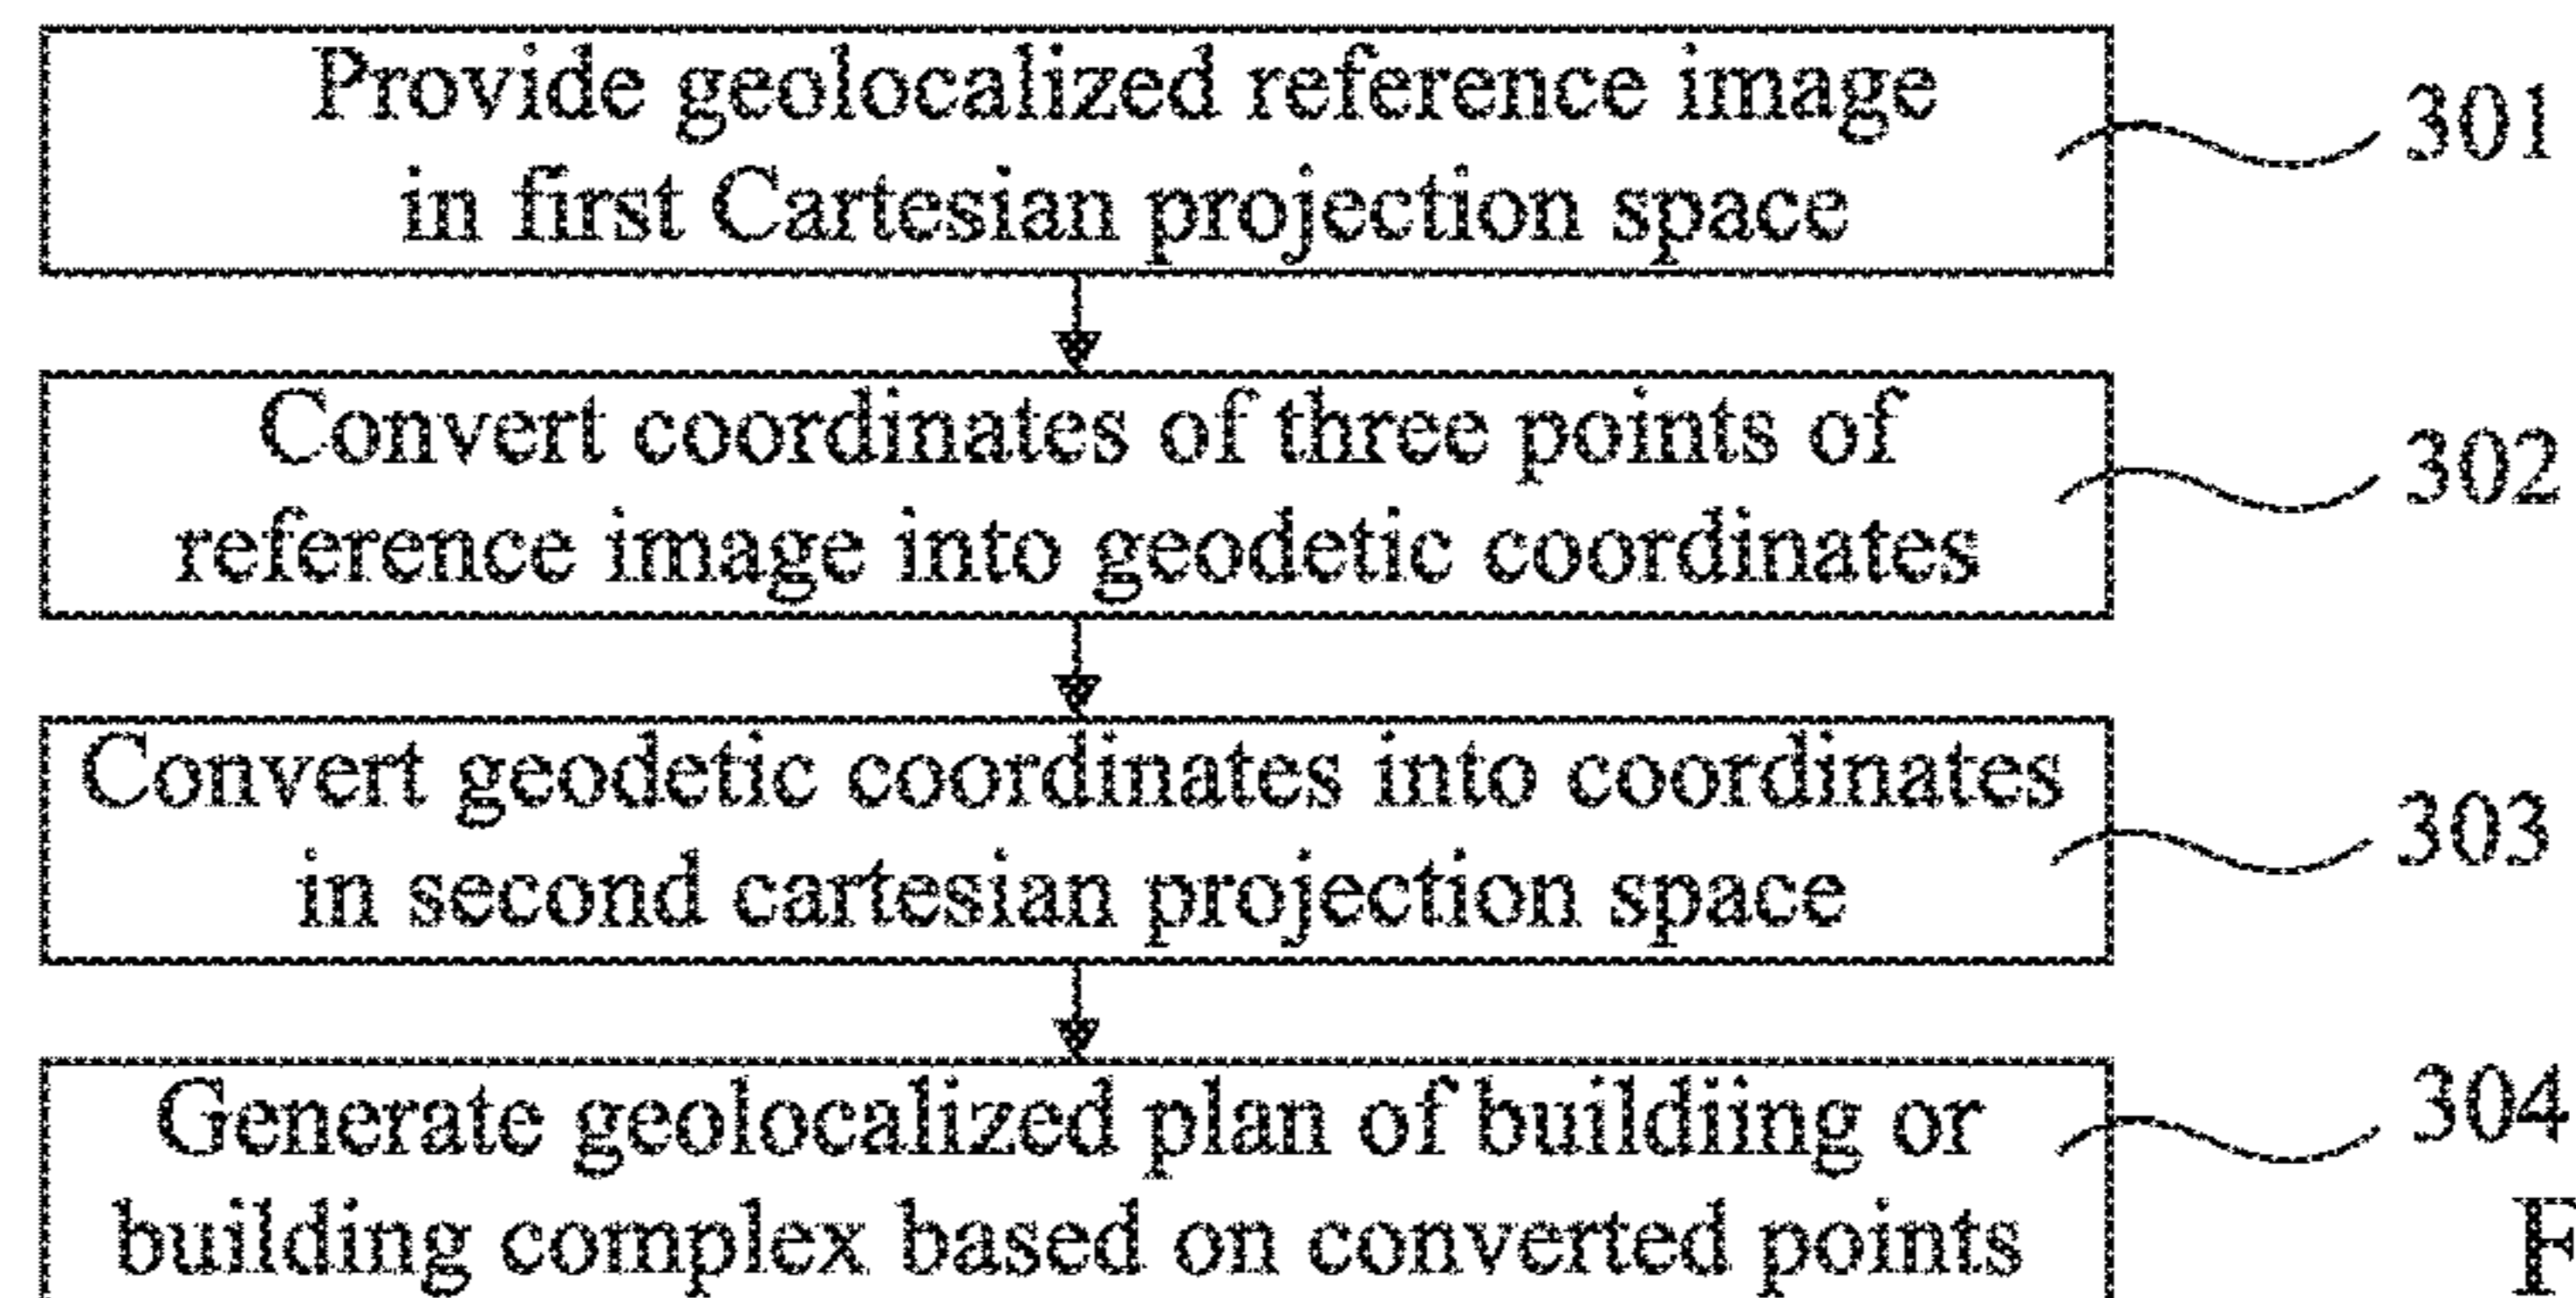 Provide geolocalized reference image
in first Cartesian projection space
301
Convert coordinates of three points of
reference image into geodetic coordinates
302
Convert geodetic coordinates into coordinates
in second cartesian projection space
303
Generate geolocalized plan of buildiing or
building complex based on converted points
304
F